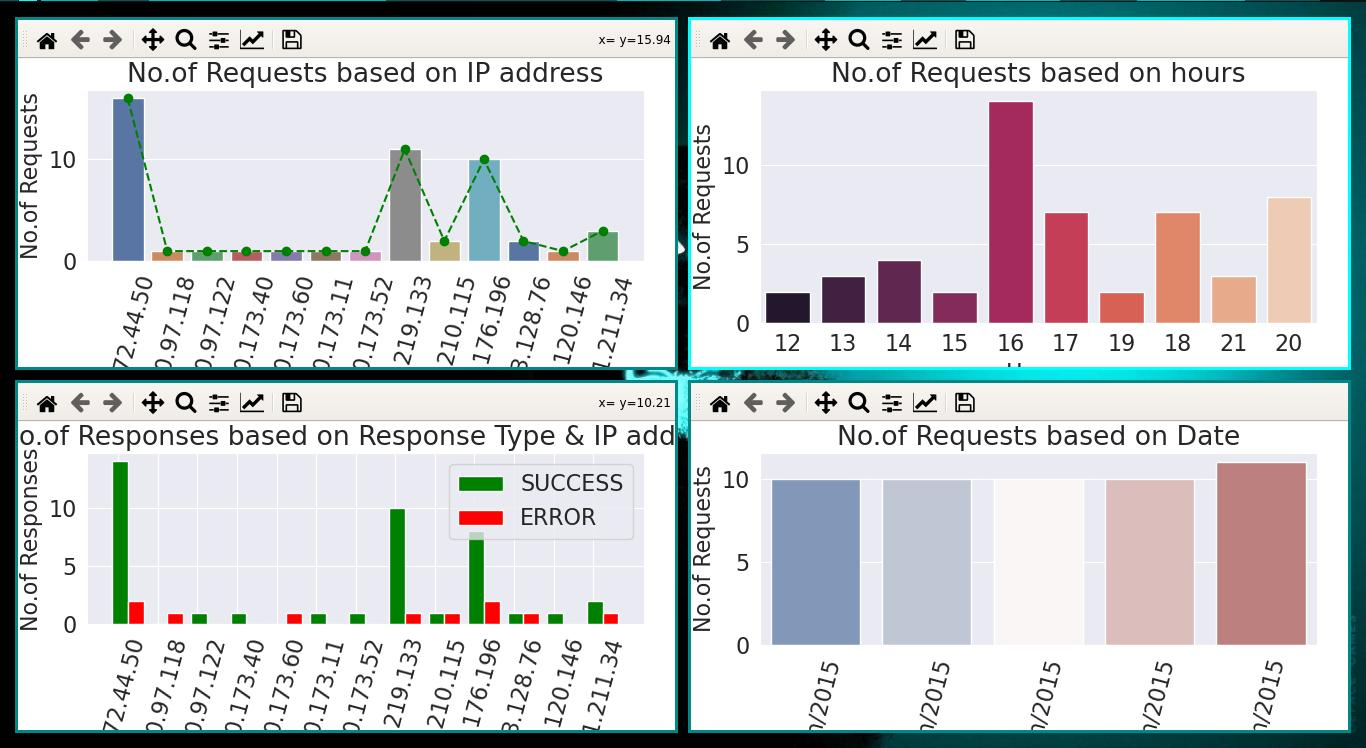 x= y=15.94
No.of Requests based on IP address
No.of Requests
10
0
72.44.50
0.97.118
0.97.122
0.173.40
0.173.60
0.173.11
0.173.52
219.133
210.115
176.196
3.128.76
120.146
1.211.34
No.of Requests based on hours
No.of Requests
10
5
0
12 13 14 15 16 17 19 18 21 20
x= y=10.21
o.of Responses based on Response Type & IP add
No.of Responses
10
5
0
SUCCESS
ERROR
72.44.50
0.97.118
0.97.122
0.173.40
0.173.60
0.173.11
0.173.52
219.133
210.115
176.196
3.128.76
120.146
1.211.34
No.of Requests based on Date
No.of Requests
10
5
0
n/2015
n/2015
n/2015
n/2015
n/2015